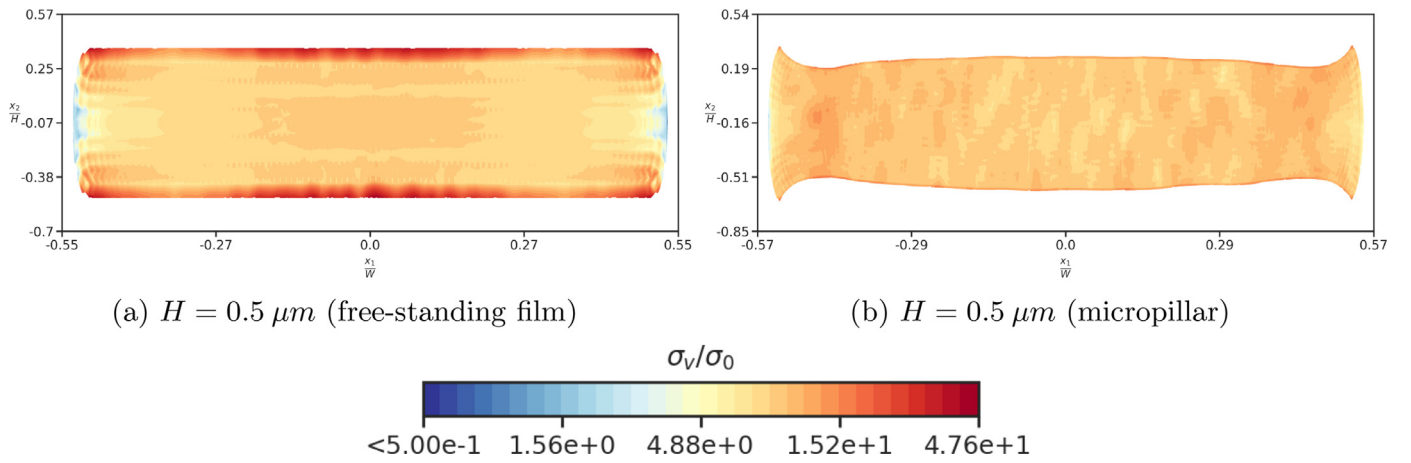 0.57
0.25
-0.07
-0.38
-0.7
x₂/H
-0.55 -0.27 0.0 0.27 0.55
x₁/W
0.54
0.19
-0.16
-0.51
-0.85
x₂/H
-0.57 -0.29 0.0 0.29 0.57
x₁/W
(a) H = 0.5 μm (free-standing film)
(b) H = 0.5 μm (micropillar)
σᵥ/σ₀
<5.00e-1 1.56e+0 4.88e+0 1.52e+1 4.76e+1